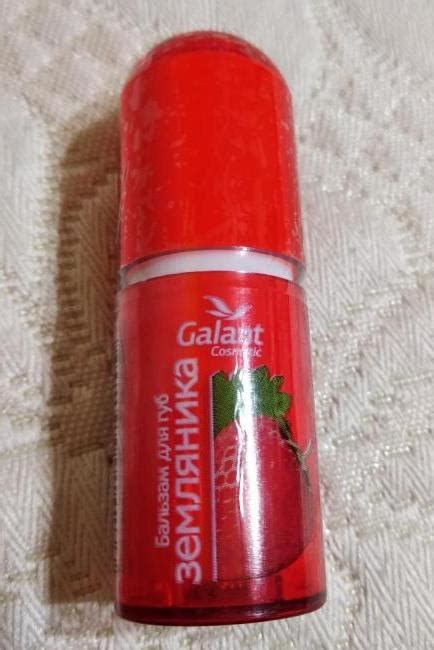 Galant
Cosmetic
Бальзам для губ
земляника